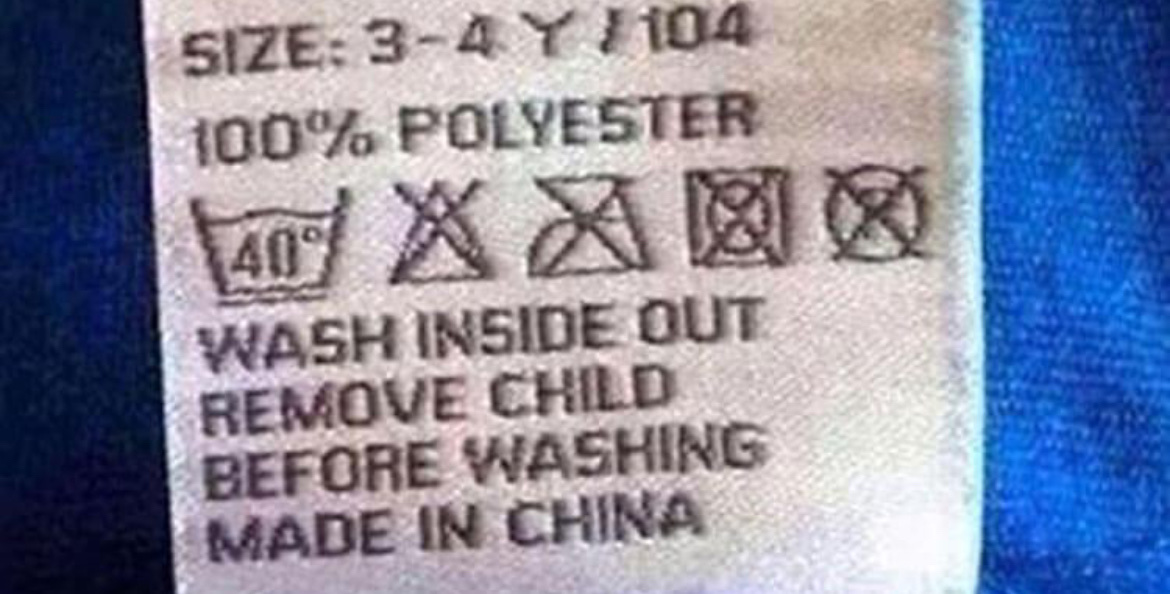 SIZE: 3-4 Y / 104
100% POLYESTER
40°
WASH INSIDE OUT
REMOVE CHILD
BEFORE WASHING
MADE IN CHINA